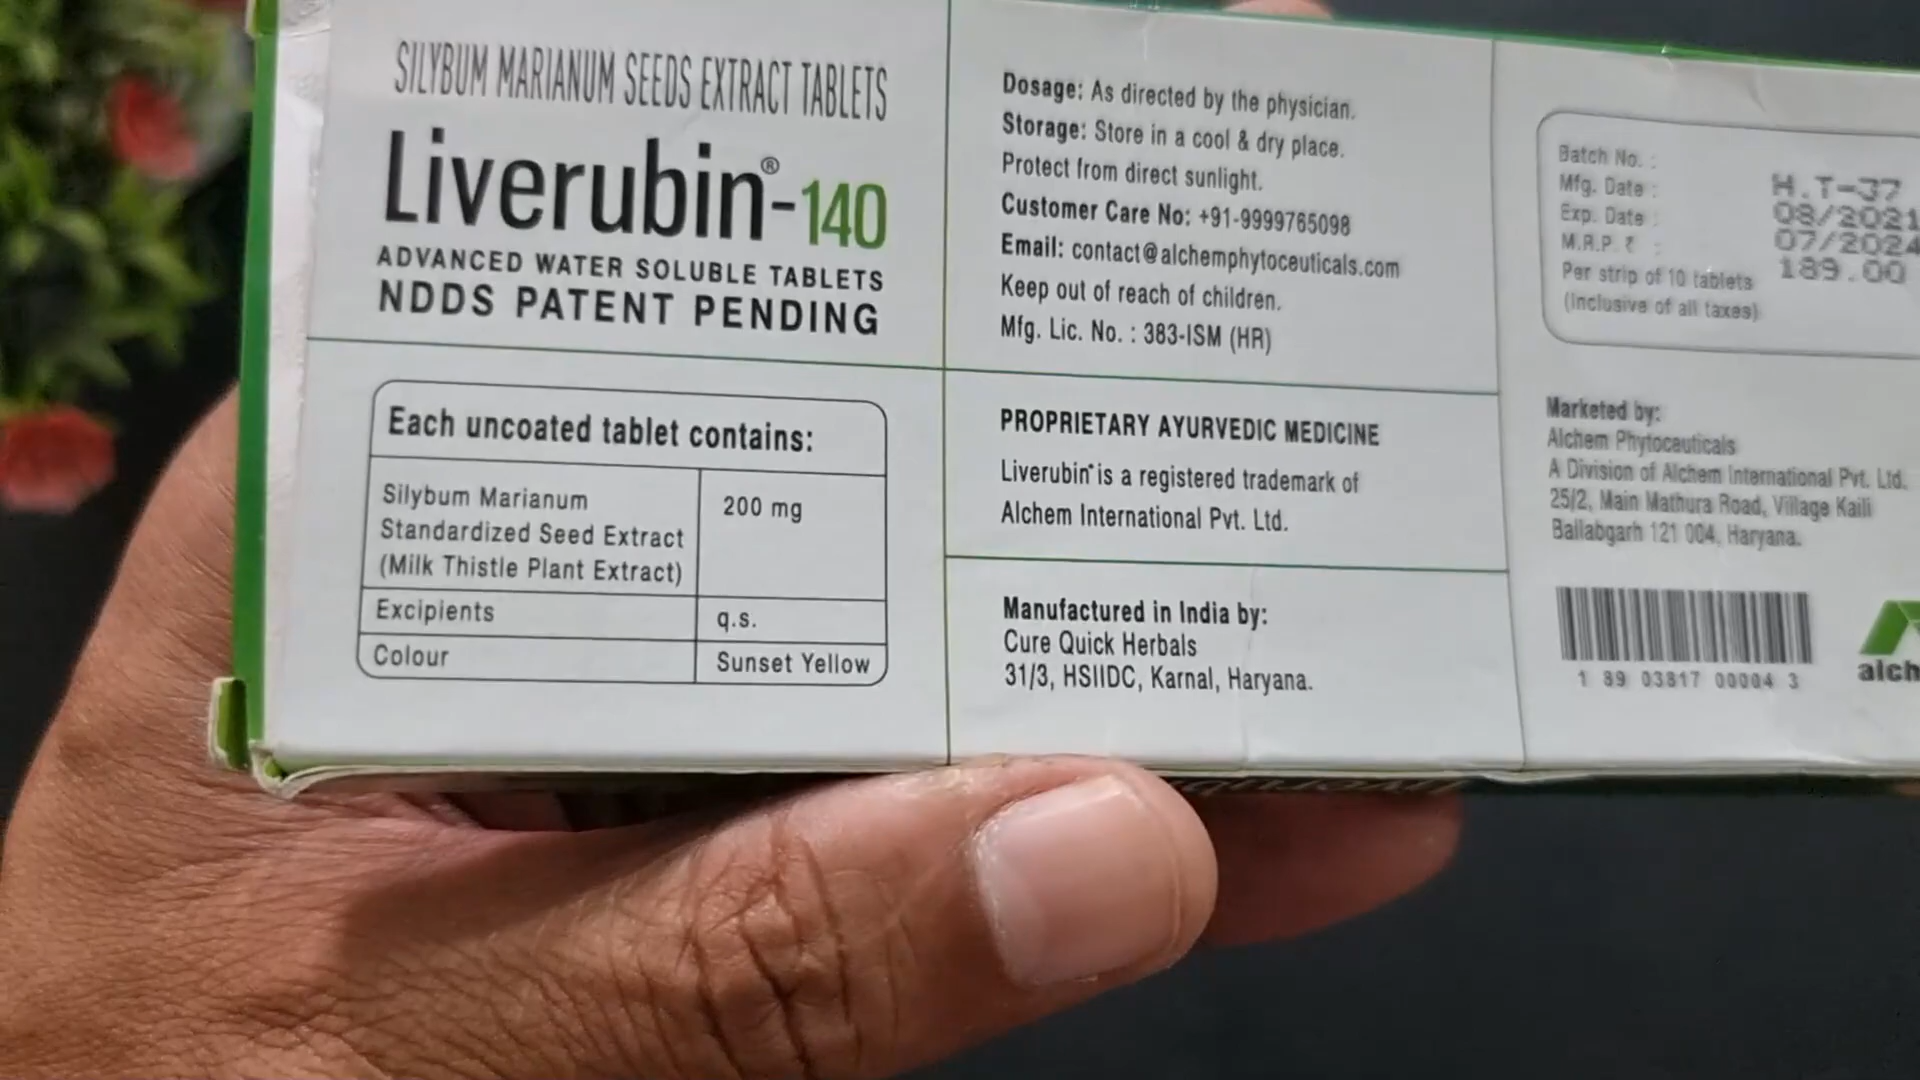 SILYBUM MARIANUM SEEDS EXTRACT TABLETS
Liverubin®-140
ADVANCED WATER SOLUBLE TABLETS
NDDS PATENT PENDING
Each uncoated tablet contains:
Silybum Marianum
Standardized Seed Extract
(Milk Thistle Plant Extract)
200 mg
Excipients
q.s.
Colour
Sunset Yellow
Dosage: As directed by the physician.
Storage: Store in a cool & dry place.
Protect from direct sunlight.
Customer Care No: +91-9999765098
Email: contact@alchemphytoceuticals.com
Keep out of reach of children.
Mfg. Lic. No. : 383-ISM (HR)
PROPRIETARY AYURVEDIC MEDICINE
Liverubin® is a registered trademark of
Alchem International Pvt. Ltd.
Manufactured in India by:
Cure Quick Herbals
31/3, HSIIDC, Karnal, Haryana.
Batch No. : H.T-37
Mfg. Date : 08/2021
Exp. Date : 07/2024
M.R.P. ₹ : 189.00
Per strip of 10 tablets
(Inclusive of all taxes)
Marketed by:
Alchem Phytoceuticals
A Division of Alchem International Pvt. Ltd.
25/2, Main Mathura Road, Village Kaili
Ballabgarh 121 004, Haryana.
1 89 03817 00004 3
alch